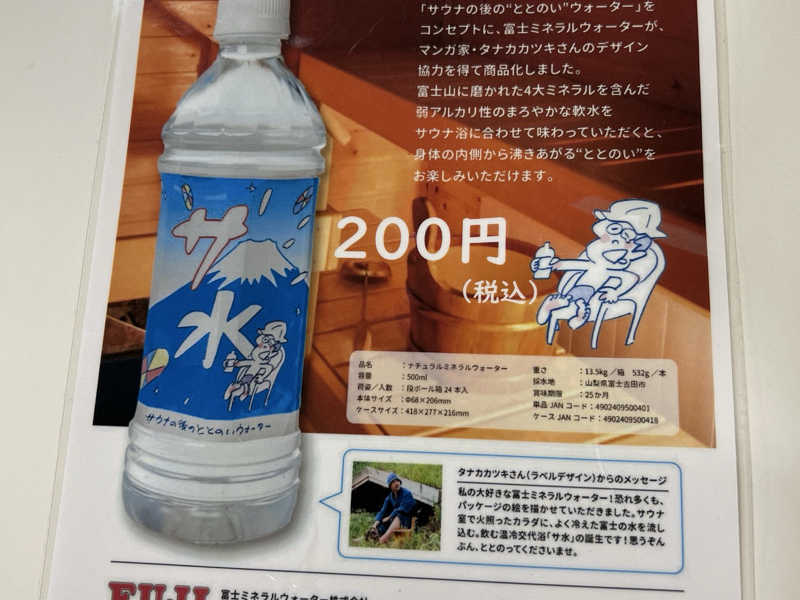 「サウナの後の“ととのい”ウォーター」を
コンセプトに、富士ミネラルウォーターが、
マンガ家・タナカカツキさんのデザイン
協力を得て商品化しました。
富士山に磨かれた4大ミネラルを含んだ
弱アルカリ性のまろやかな軟水を
サウナ浴に合わせて味わっていただくと、
身体の内側から沸きあがる“ととのい”を
お楽しみいただけます。
サ
水
サウナの後のととのいウォーター
200円
（税込）
品名　：ナチュラルミネラルウォーター
容量　：500ml
荷姿／入数　：段ボール箱 24 本入
本体サイズ　：Φ68×206mm
ケースサイズ：418×277×216mm
重さ　：13.5kg ／箱　532g ／本
採水地　：山梨県富士吉田市
賞味期限　：25か月
単品 JAN コード：4902409500401
ケース JAN コード：4902409500418
タナカカツキさん（ラベルデザイン）からのメッセージ
私の大好きな富士ミネラルウォーター！恐れ多くも、
パッケージの絵を描かせていただきました。サウナ
室で火照ったカラダに、よく冷えた富士の水を流し
込む。飲む温冷交代浴「サ水」の誕生です！思うぞん
ぶん、ととのってくださいませ。
FUJI
富士ミネラルウォーター株式会社